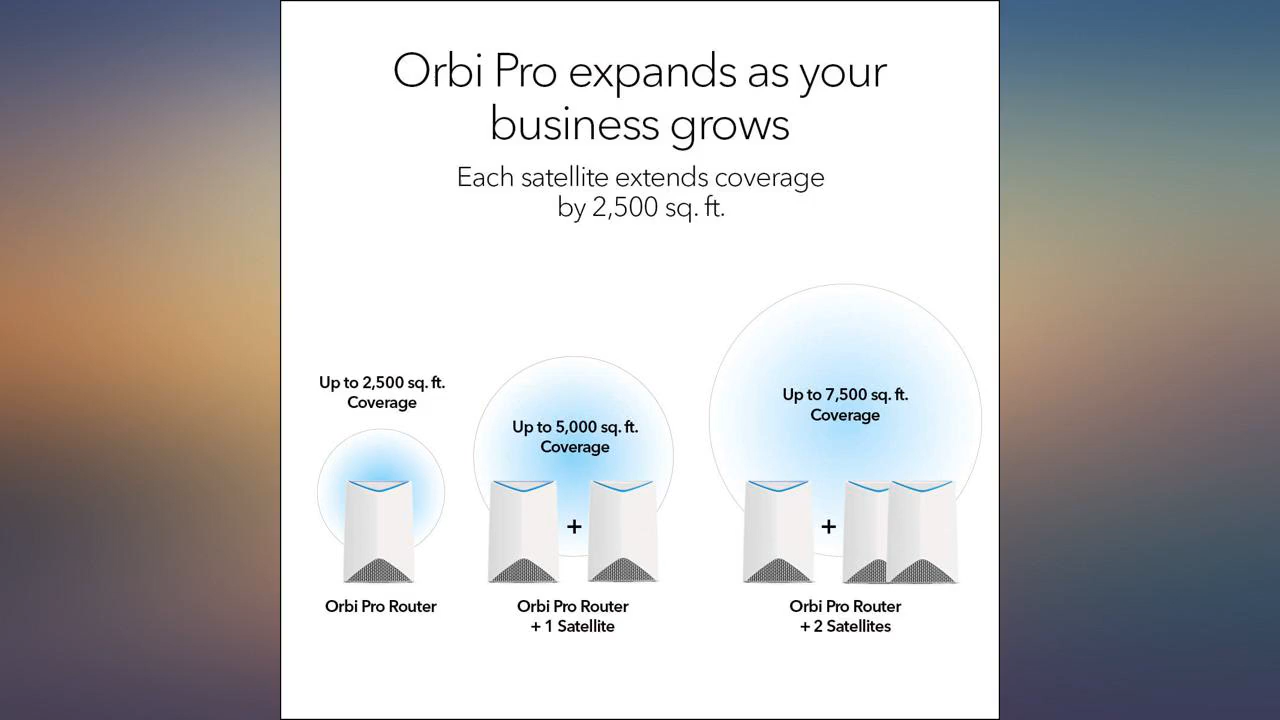 Orbi Pro expands as your
business grows
Each satellite extends coverage
by 2,500 sq. ft.
Up to 2,500 sq. ft.
Coverage
Up to 5,000 sq. ft.
Coverage
Up to 7,500 sq. ft.
Coverage
+
+
Orbi Pro Router
Orbi Pro Router
+ 1 Satellite
Orbi Pro Router
+ 2 Satellites